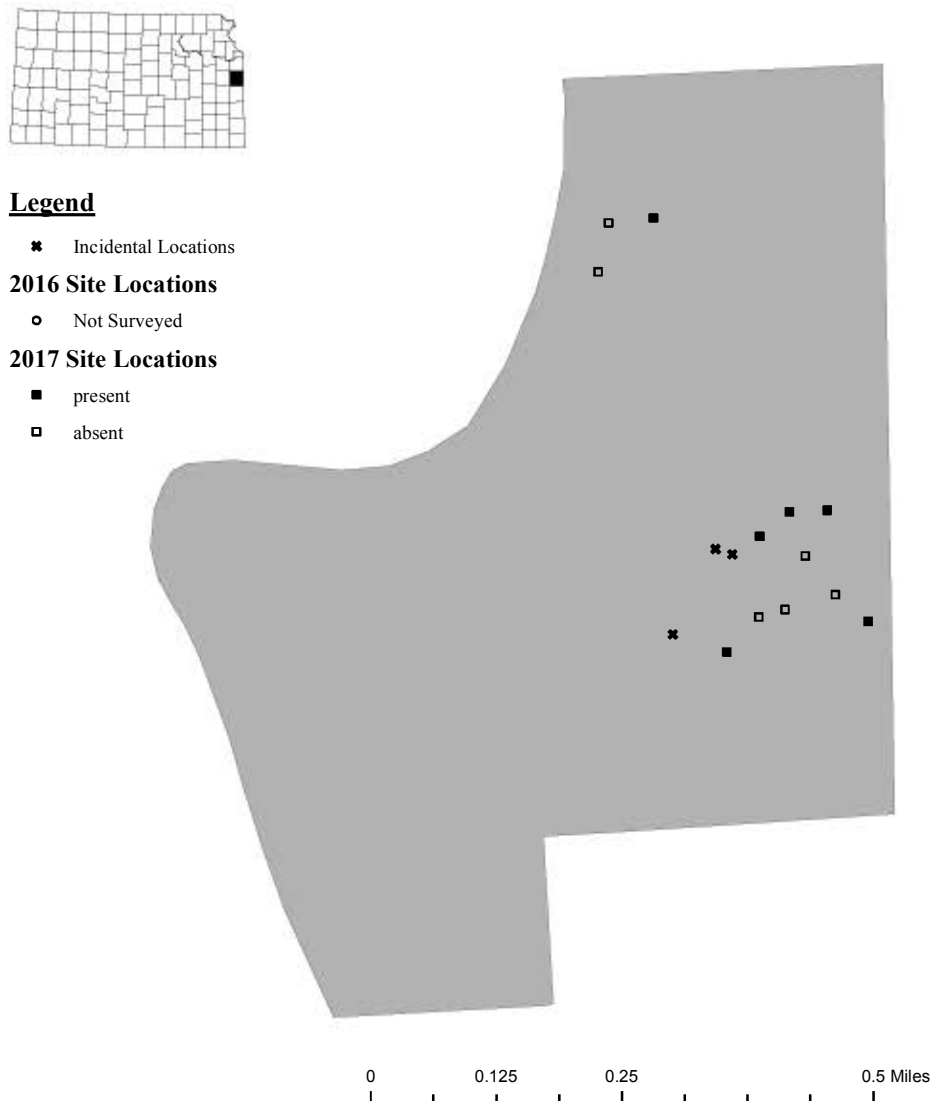 Legend
Incidental Locations
2016 Site Locations
Not Surveyed
2017 Site Locations
present
absent
0 0.125 0.25 0.5 Miles